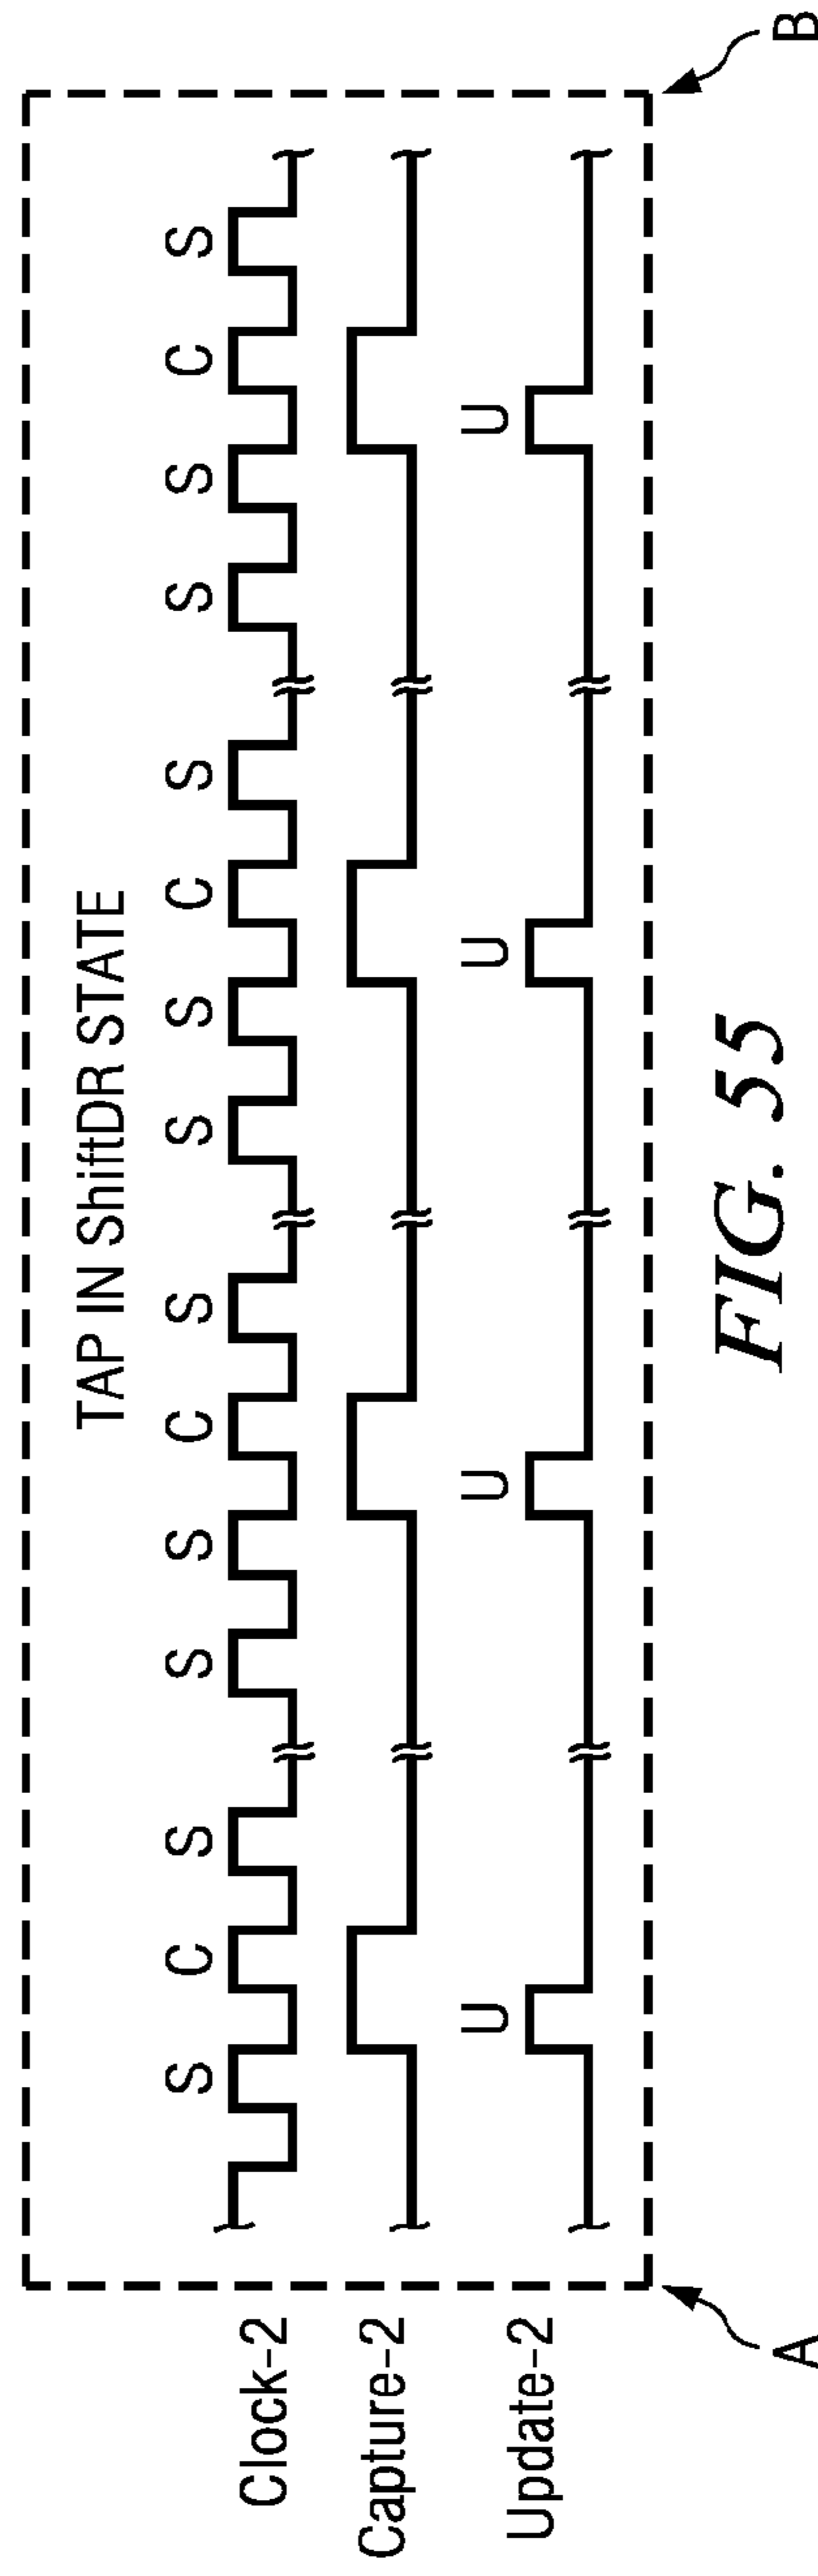 TAP IN ShiftDR STATE
S C S S S C S S S C S S S C S
Clock-2
Capture-2
U U U U
Update-2
A
B
FIG. 55